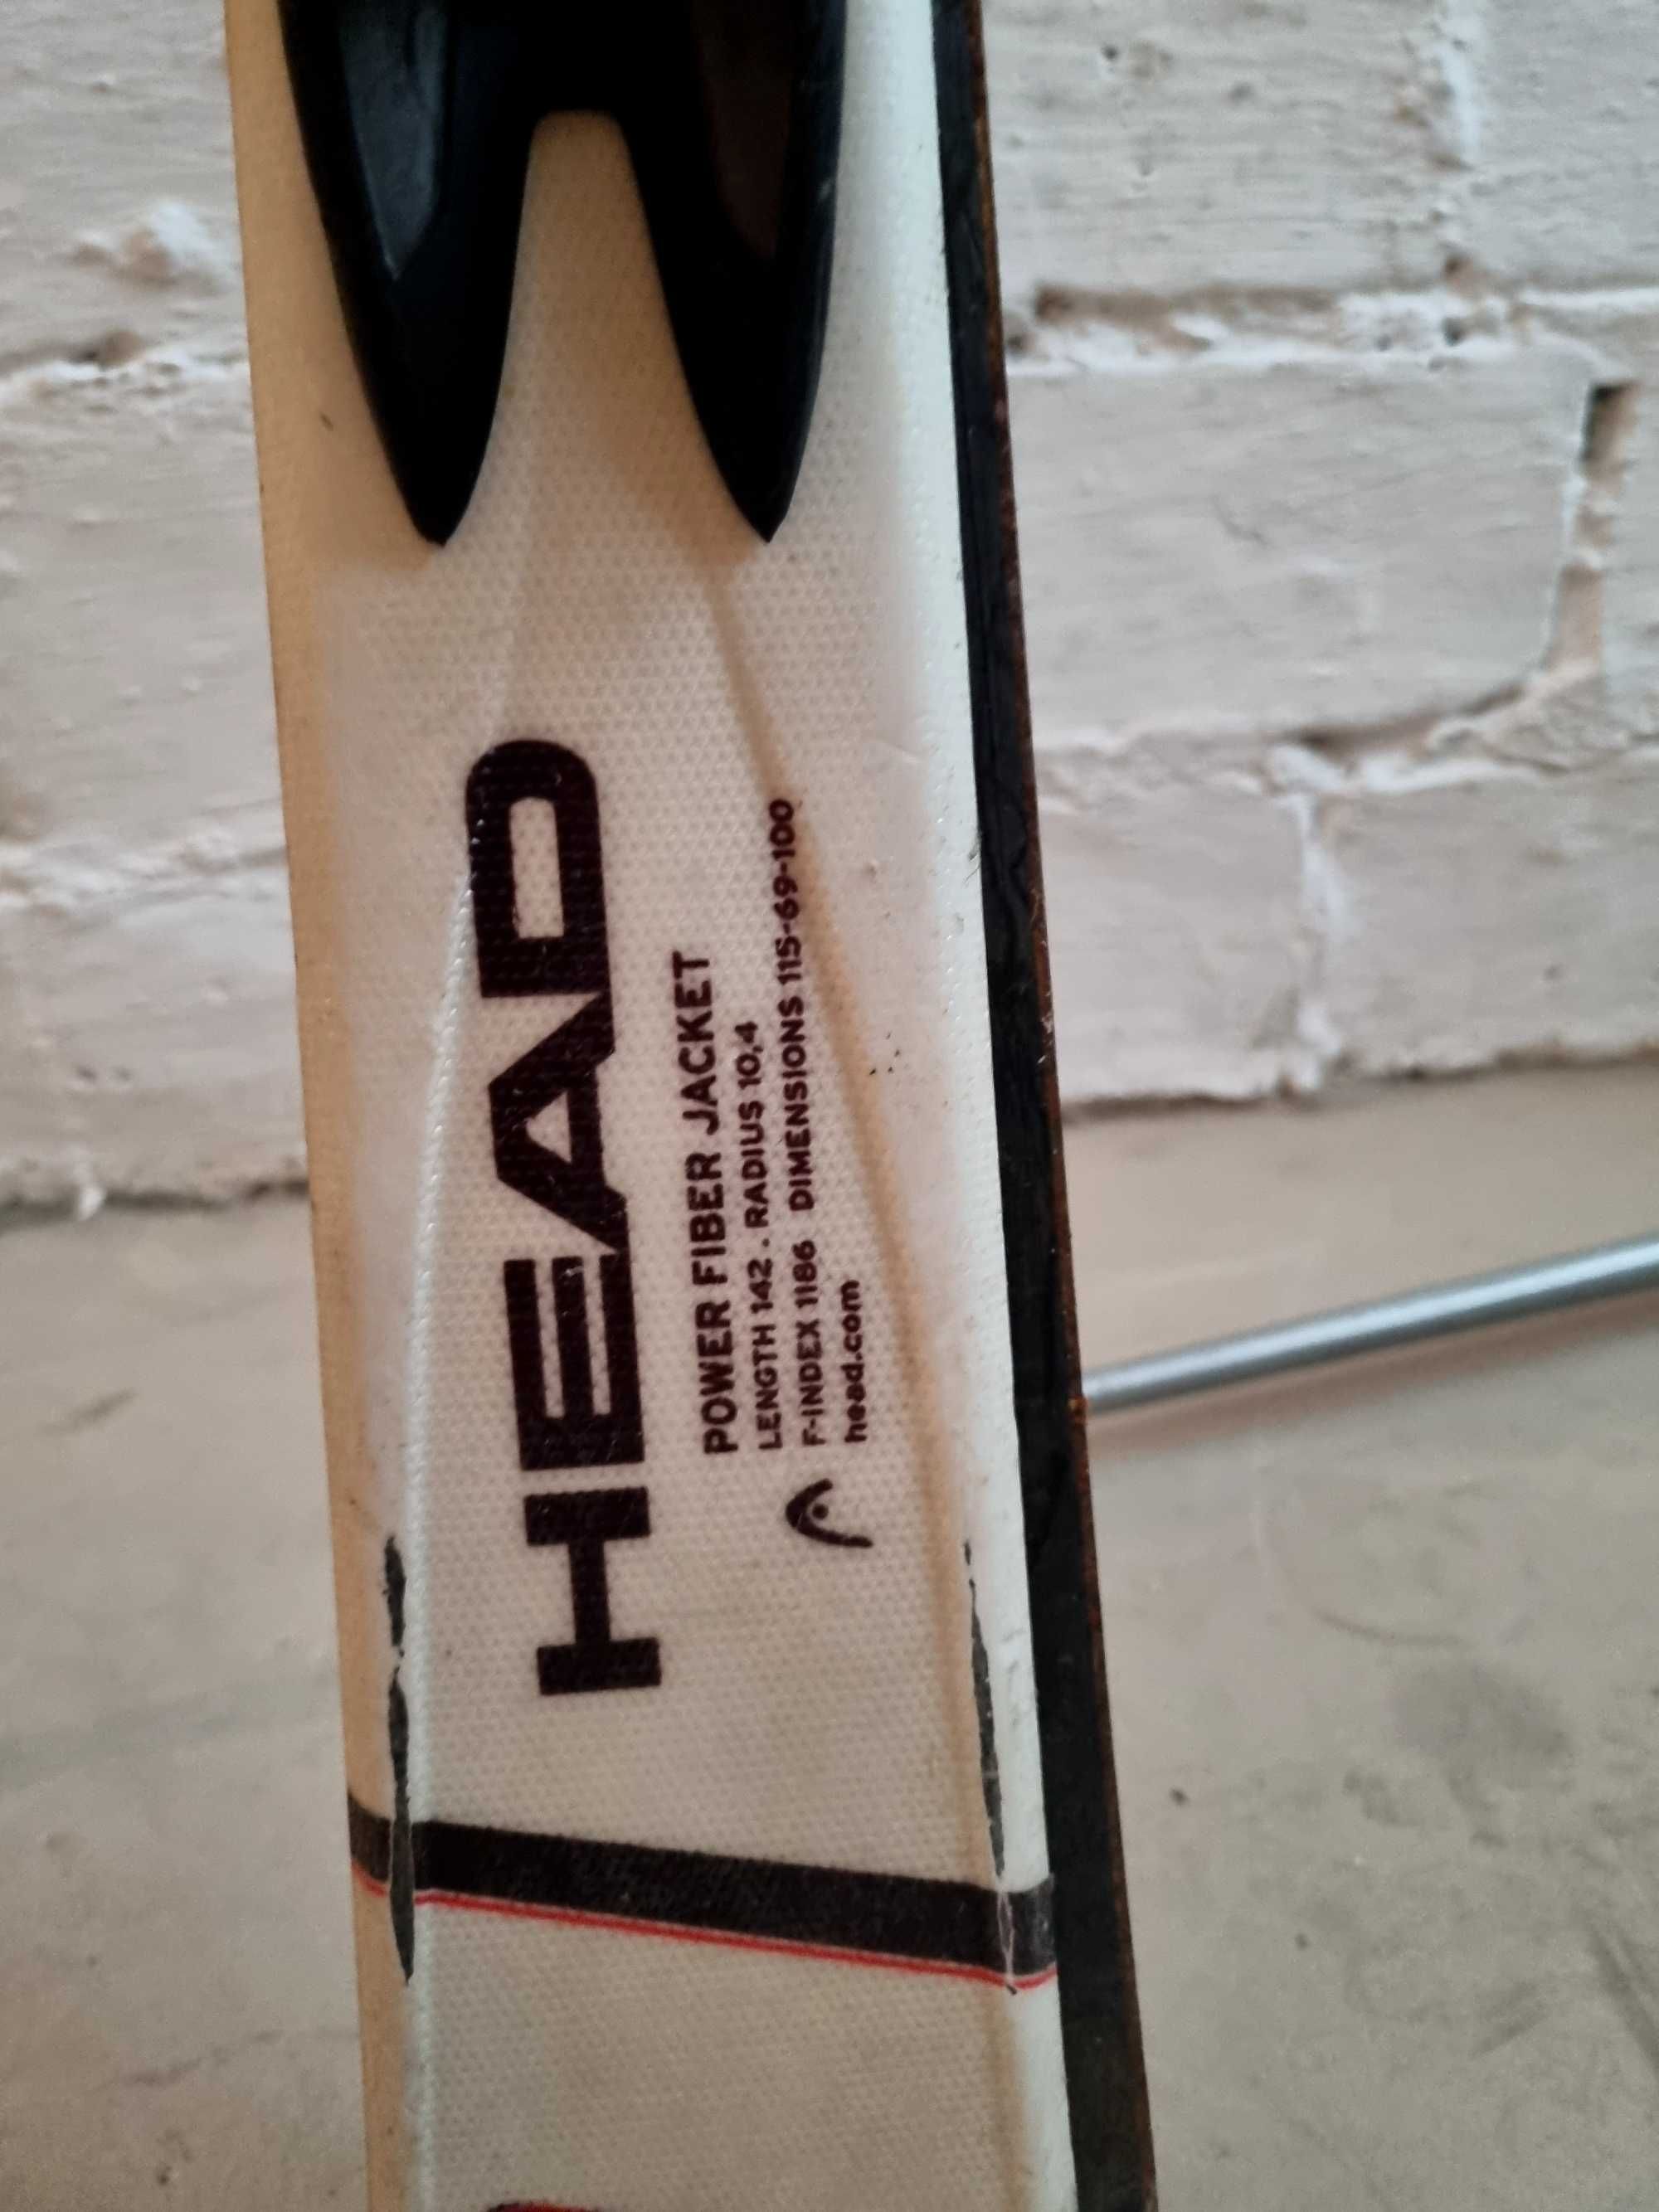 HEAD
POWER FIBER JACKET
LENGTH 142 . RADIUS 10,4
F-INDEX 1186 DIMENSIONS 115-69-100
head.com